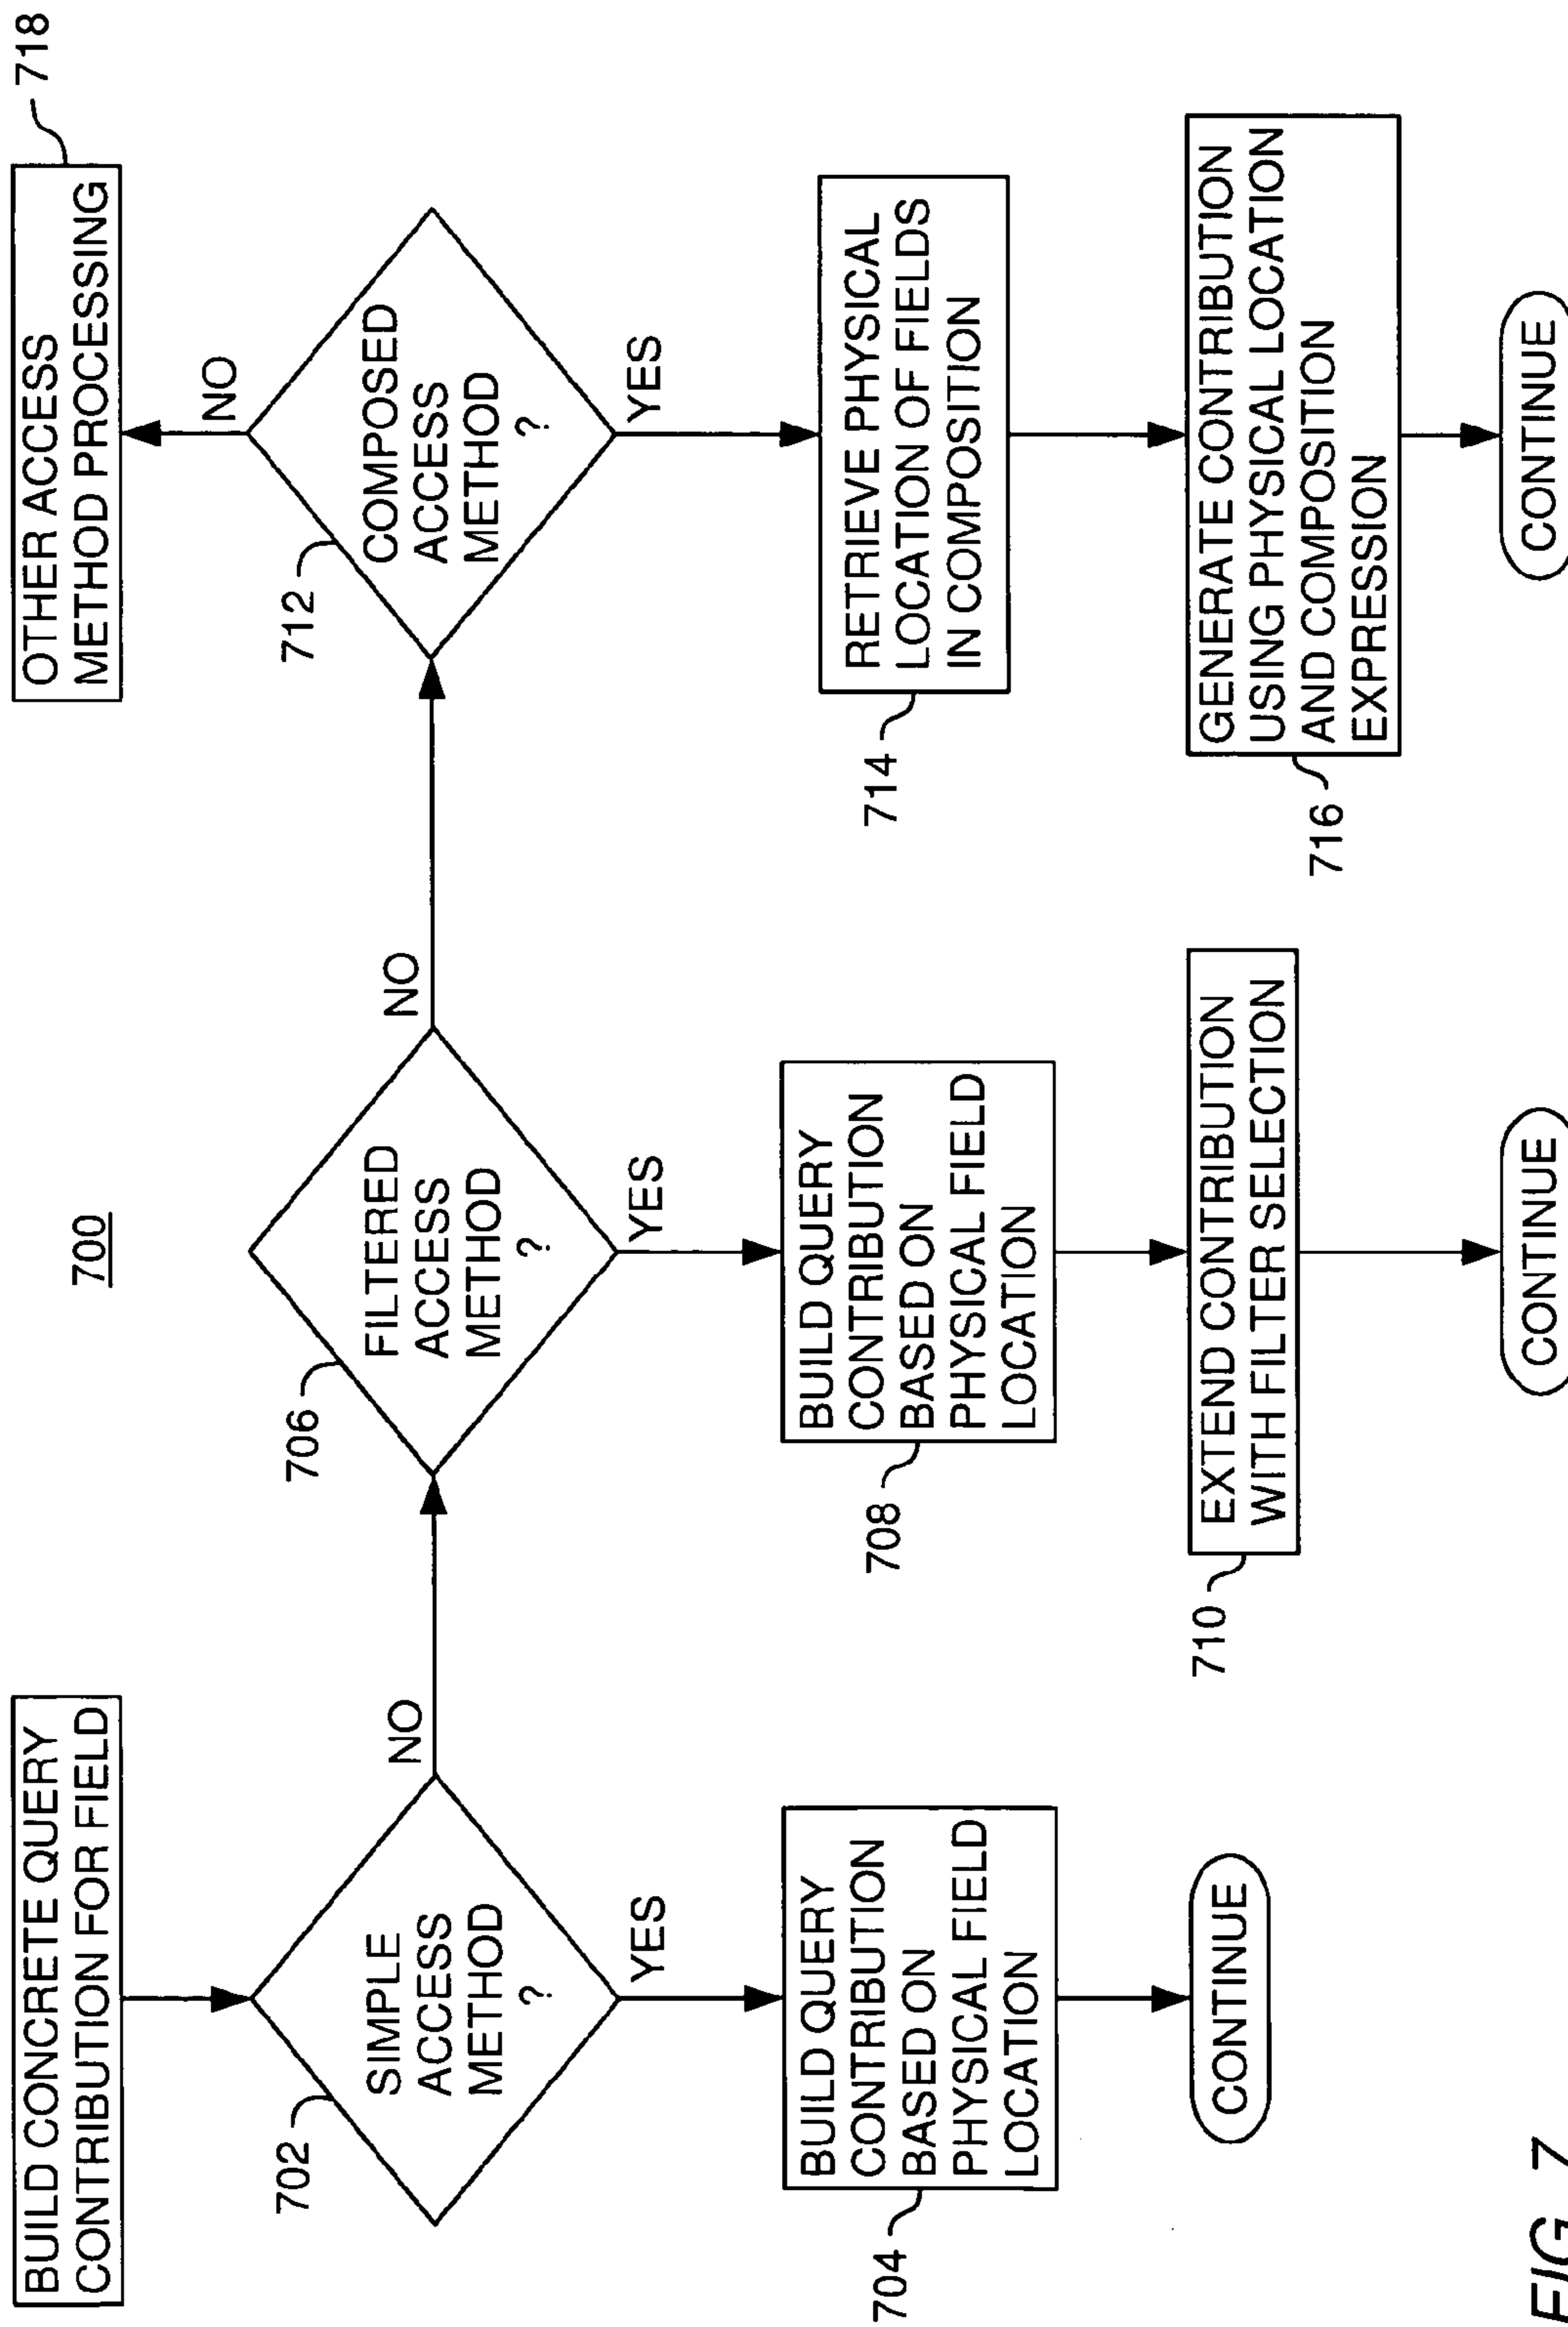 700
BUILD CONCRETE QUERY
CONTRIBUTION FOR FIELD
702
SIMPLE
ACCESS
METHOD
?
NO
YES
704
BUILD QUERY
CONTRIBUTION
BASED ON
PHYSICAL FIELD
LOCATION
CONTINUE
706
FILTERED
ACCESS
METHOD
?
NO
YES
708
BUILD QUERY
CONTRIBUTION
BASED ON
PHYSICAL FIELD
LOCATION
710
EXTEND CONTRIBUTION
WITH FILTER SELECTION
CONTINUE
712
COMPOSED
ACCESS
METHOD
?
NO
OTHER ACCESS
METHOD PROCESSING
718
YES
714
RETRIEVE PHYSICAL
LOCATION OF FIELDS
IN COMPOSITION
716
GENERATE CONTRIBUTION
USING PHYSICAL LOCATION
AND COMPOSITION
EXPRESSION
CONTINUE
FIG. 7